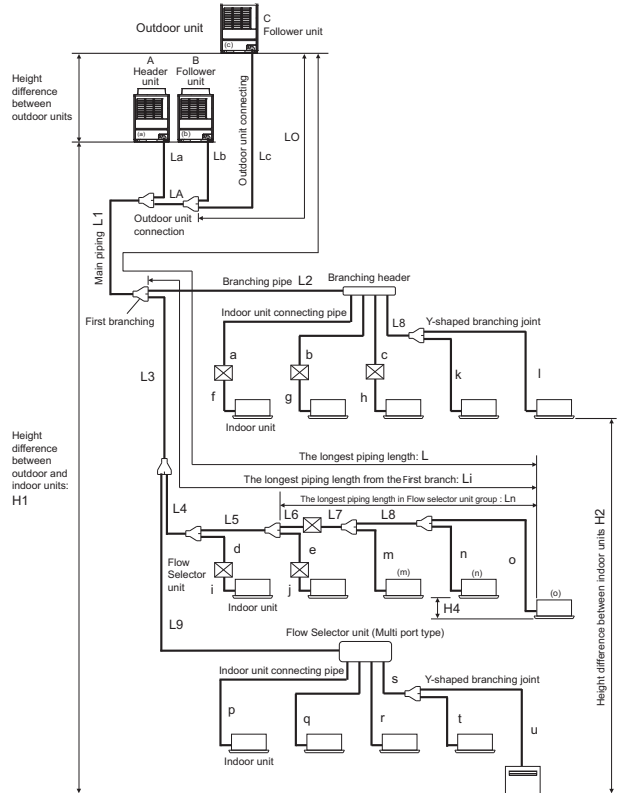 Outdoor unit
C
Follower unit
(c)
A
Header
unit
B
Follower
unit
Height
difference
between
outdoor units
(a)
(b)
La
Lb
Lc
Outdoor unit connecting
LO
LA
Outdoor unit
connection
Main piping L1
Branching pipe L2
Branching header
First branching
Indoor unit connecting pipe
L8
Y-shaped branching joint
L3
a
b
c
k
l
f
g
h
Indoor unit
The longest piping length: L
Height
difference
between
outdoor and
indoor units:
H1
The longest piping length from the First branch: Li
The longest piping length in Flow selector unit group : Ln
L4
L5
L6
L7
L8
Flow
Selector
unit
d
e
m
n
o
i
j
(m)
(n)
(o)
Indoor unit
H4
Height difference between indoor units H2
L9
Flow Selector unit (Multi port type)
Indoor unit connecting pipe
s
Y-shaped branching joint
p
q
r
t
u
Indoor unit